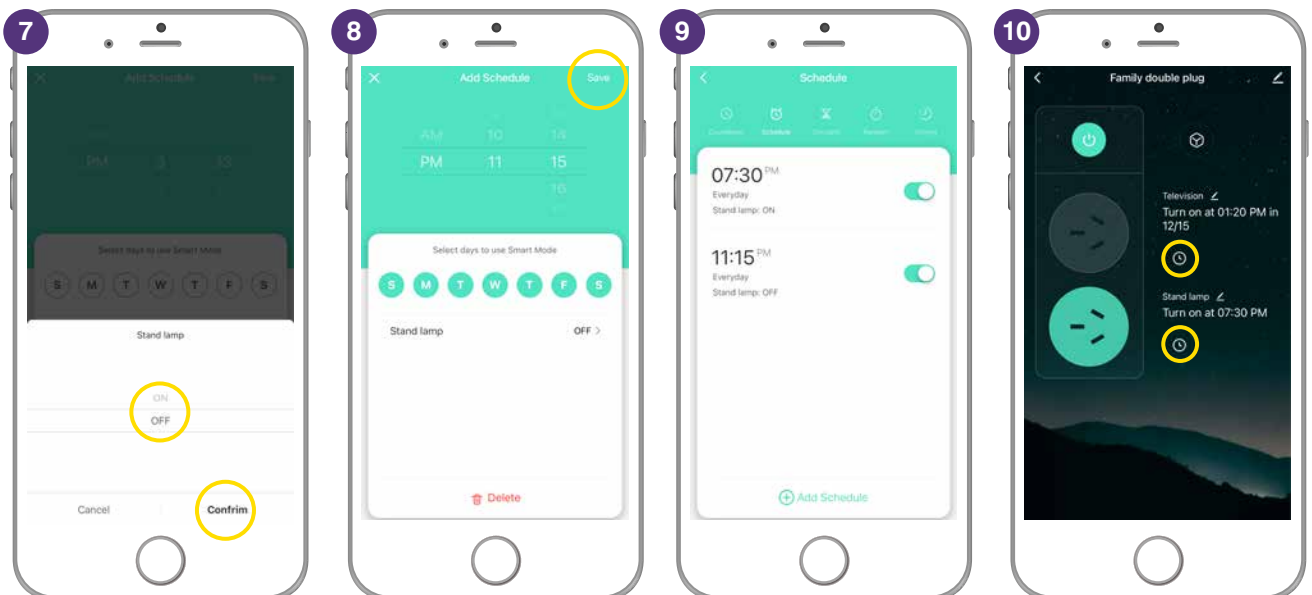 7
Add Schedule
Save
PM 3 13
Select days to use Smart Mode
S M T W T F S
Stand lamp
ON
OFF
Cancel
Confrim
8
Add Schedule
Save
AM 10 14
PM 11 15
16
Select days to use Smart Mode
S M T W T F S
Stand lamp
OFF >
Delete
9
Schedule
Countdown Schedule
07:30 PM
Everyday
Stand lamp: ON
11:15 PM
Everyday
Stand lamp: OFF
Add Schedule
10
Family double plug
Television
Turn on at 01:20 PM in
12/15
Stand lamp
Turn on at 07:30 PM